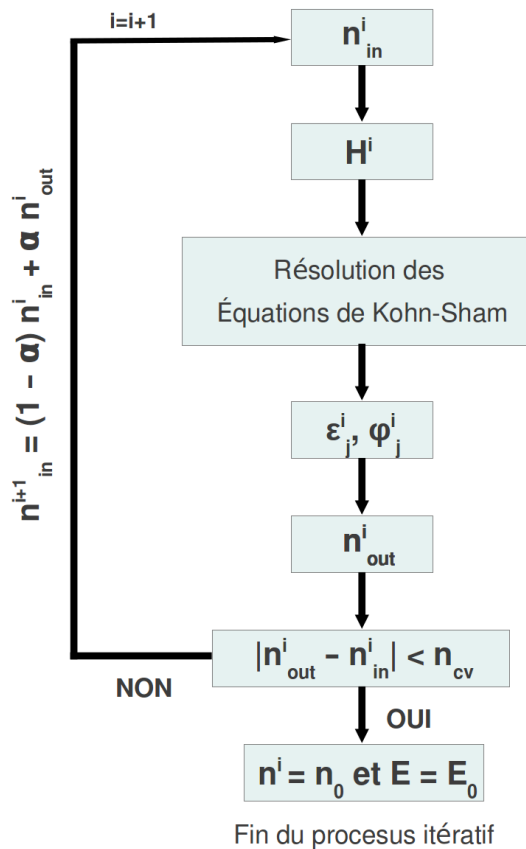 i=i+1
n^i_in
H^i
Résolution des
Équations de Kohn-Sham
ε^i_j, φ^i_j
n^i_out
|n^i_out − n^i_in| < n_cv
NON
OUI
n^i = n_0 et E = E_0
Fin du procesus itératif
n^{i+1}_in = (1 − α) n^i_in + α n^i_out